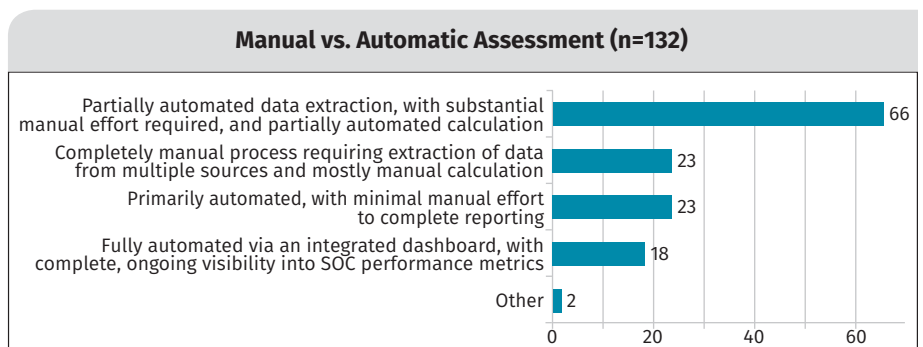 Manual vs. Automatic Assessment (n=132)
Partially automated data extraction, with substantial
manual effort required, and partially automated calculation
66
Completely manual process requiring extraction of data
from multiple sources and mostly manual calculation
23
Primarily automated, with minimal manual effort
to complete reporting
23
Fully automated via an integrated dashboard, with
complete, ongoing visibility into SOC performance metrics
18
Other
2
0 20 40 60